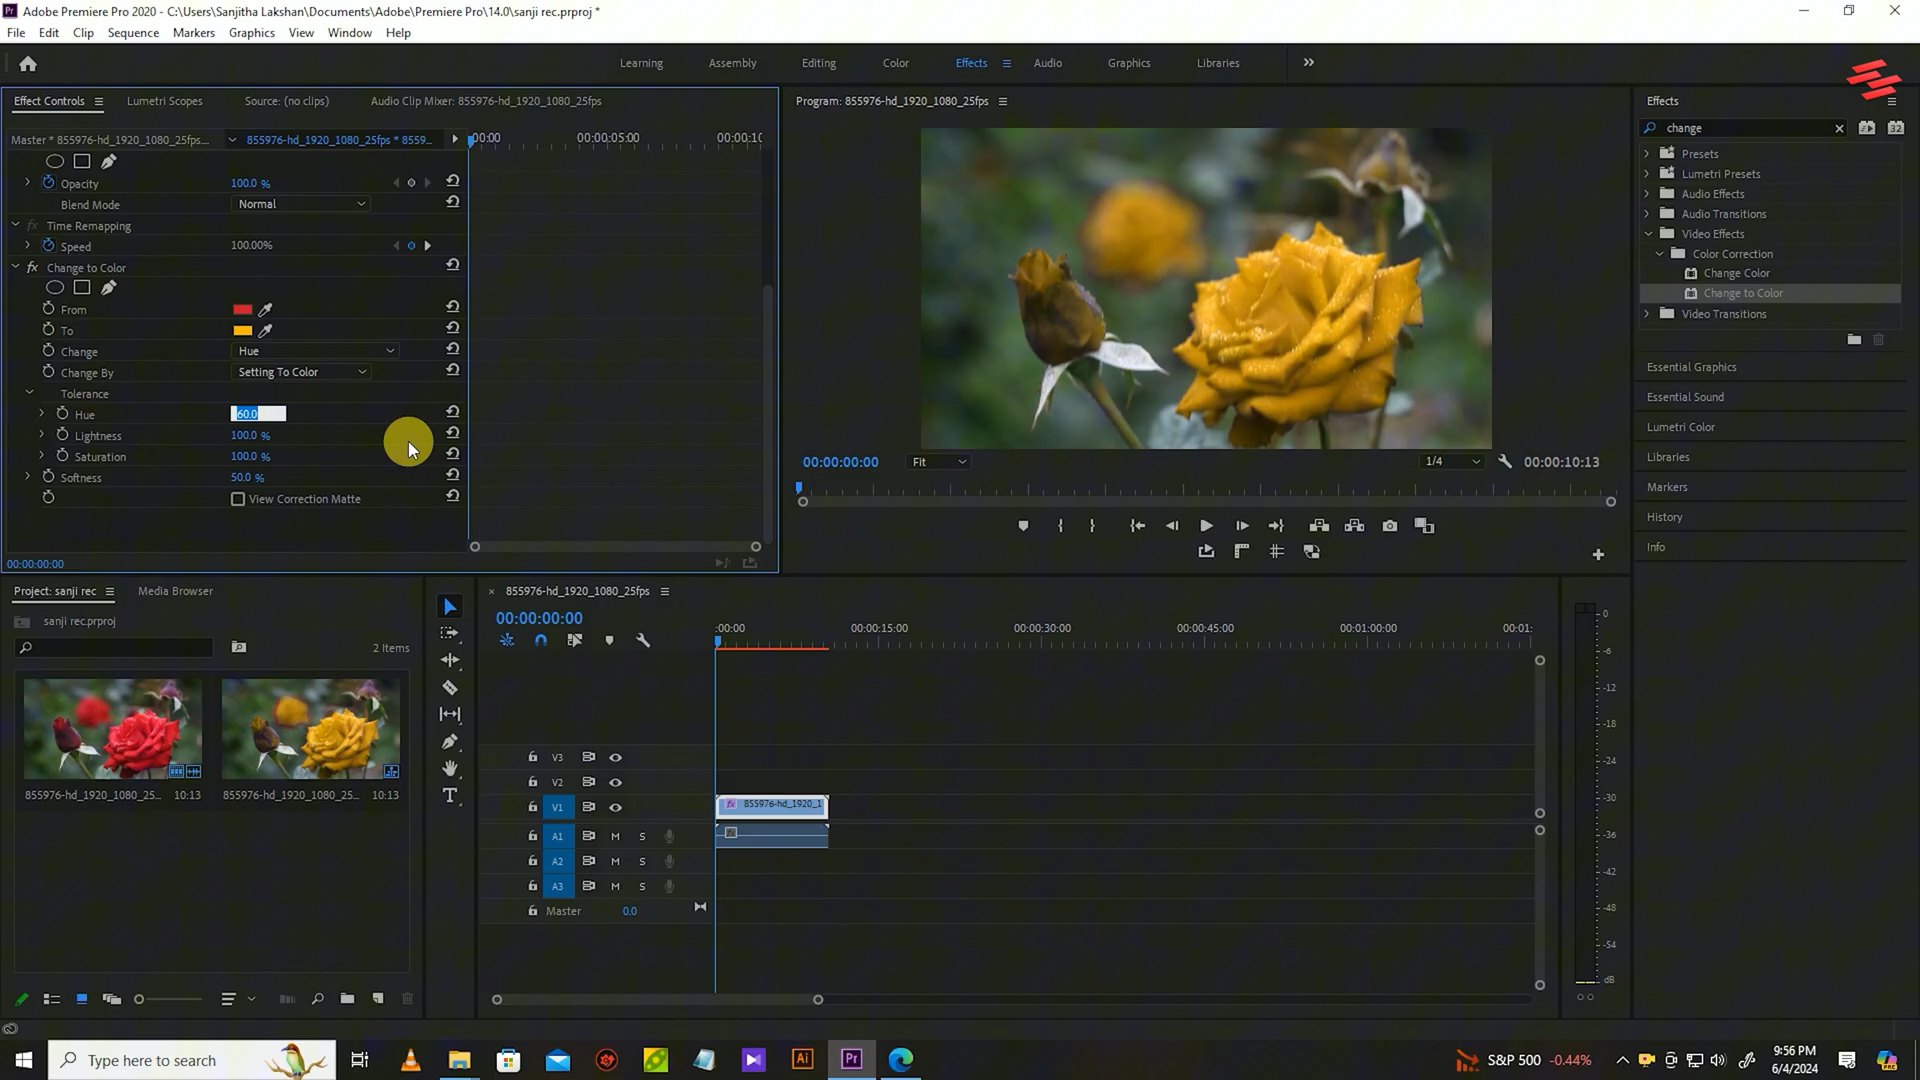 Adobe Premiere Pro 2020 - C:\Users\Sanjitha Lakshan\Documents\Adobe\Premiere Pro\14.0\sanji rec.prproj *
File Edit Clip Sequence Markers Graphics View Window Help
Learning Assembly Editing Color Effects Audio Graphics Libraries
Effect Controls Lumetri Scopes Source: (no clips) Audio Clip Mixer: 855976-hd_1920_1080_25fps
Program: 855976-hd_1920_1080_25fps
Effects
change
Master * 855976-hd_1920_1080_25fps... 855976-hd_1920_1080_25fps * 8559...
:00:00 00:00:05:00 00:00:10
Opacity 100.0 %
Blend Mode Normal
Time Remapping
Speed 100.00%
Change to Color
From
To
Change Hue
Change By Setting To Color
Tolerance
Hue 60.0
Lightness 100.0 %
Saturation 100.0 %
Softness 50.0 %
View Correction Matte
00:00:00:00
00:00:00:00 Fit 1/4 00:00:10:13
Presets
Lumetri Presets
Audio Effects
Audio Transitions
Video Effects
Color Correction
Change Color
Change to Color
Video Transitions
Essential Graphics
Essential Sound
Lumetri Color
Libraries
Markers
History
Info
Project: sanji rec Media Browser
sanji rec.prproj
2 Items
855976-hd_1920_1080_25... 10:13
855976-hd_1920_1080_25... 10:13
855976-hd_1920_1080_25fps
00:00:00:00
:00:00 00:00:15:00 00:00:30:00 00:00:45:00 00:01:00:00 00:01:
V3
V2
V1 855976-hd_1920_1
A1 M S
A2 M S
A3 M S
Master 0.0
0
-6
-12
-18
-24
-30
-36
-42
-48
-54
dB
Type here to search
S&P 500 -0.44%
9:56 PM
6/4/2024